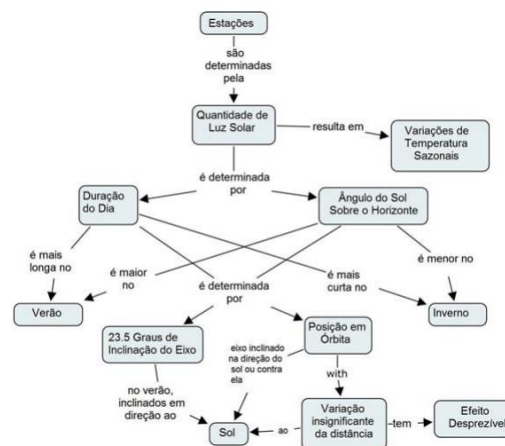 Estações
são
determinadas
pela
Quantidade de
Luz Solar
resulta em
Variações de
Temperatura
Sazonais
é determinada
por
Duração
do Dia
Ângulo do Sol
Sobre o Horizonte
é mais
longa no
é maior
no
é determinada
por
é mais
curta no
é menor no
Verão
Inverno
23.5 Graus de
Inclinação do Eixo
eixo inclinado
na direção do
sol ou contra
ela
Posição em
Órbita
with
no verão,
inclinados em
direção ao
Sol
ao
Variação
insignificante
da distância
tem
Efeito
Desprezível